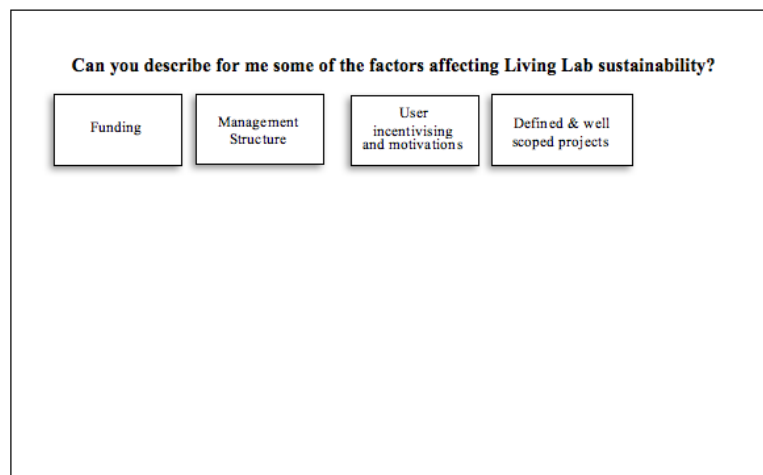 Can you describe for me some of the factors affecting Living Lab sustainability?
Funding
Management
Structure
User
incentivising
and motivations
Defined & well
scoped projects